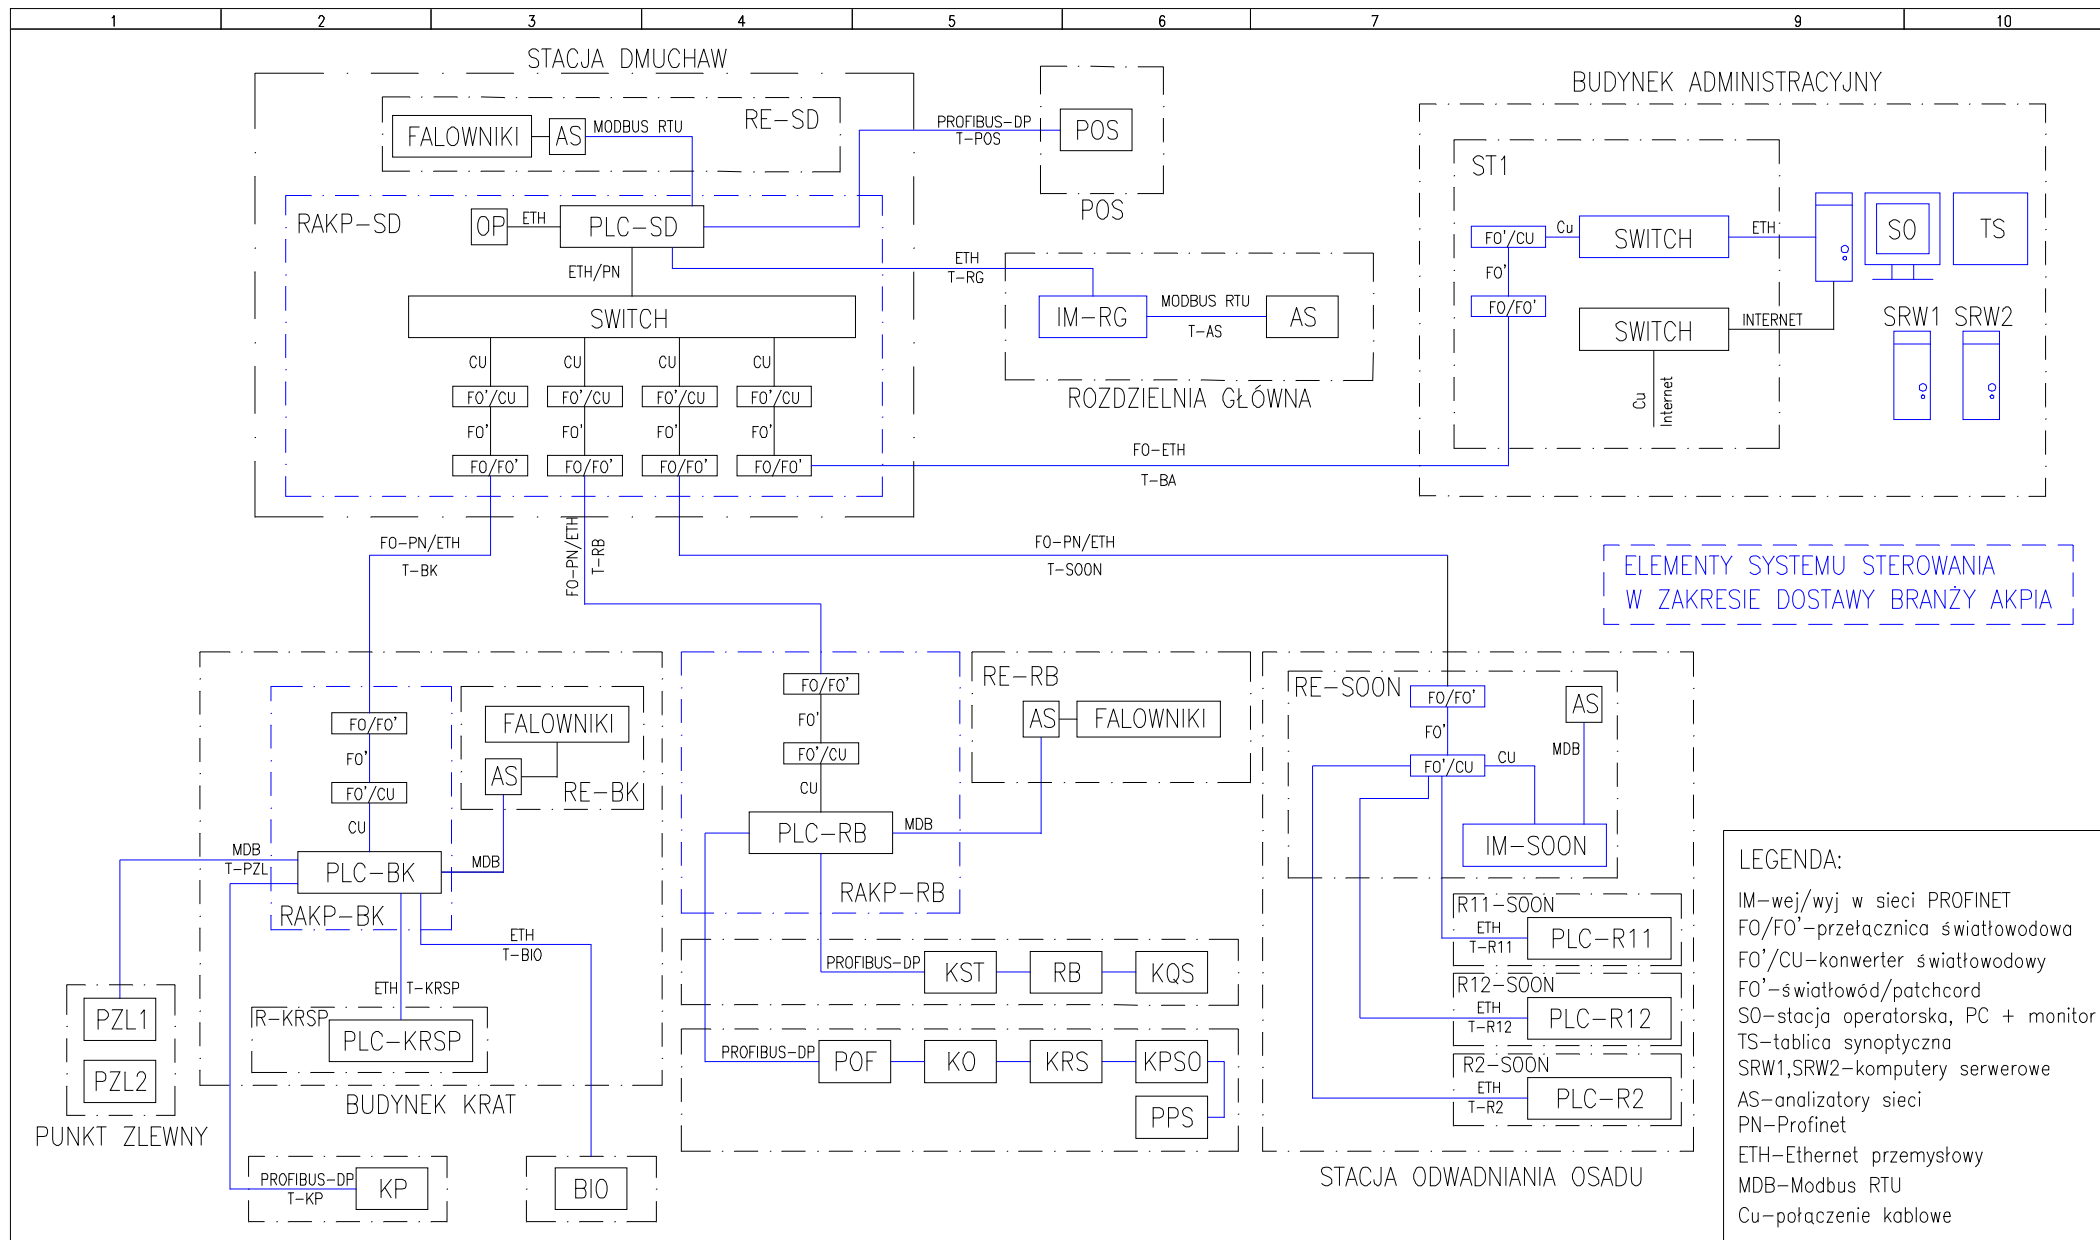 1 2 3 4 5 6 7 9 10
STACJA DMUCHAW
RE-SD
FALOWNIKI
AS
MODBUS RTU
RAKP-SD
OP
ETH
PLC-SD
ETH/PN
SWITCH
CU CU CU CU
FO'/CU FO'/CU FO'/CU FO'/CU
FO' FO' FO' FO'
FO/FO' FO/FO' FO/FO' FO/FO'
PROFIBUS-DP
T-POS
POS
POS
ETH
T-RG
IM-RG
MODBUS RTU
T-AS
AS
ROZDZIELNIA GŁÓWNA
FO-ETH
T-BA
BUDYNEK ADMINISTRACYJNY
ST1
FO'/CU
Cu
SWITCH
ETH
FO'
FO/FO'
SWITCH
INTERNET
Cu
Internet
SO
TS
SRW1 SRW2
ELEMENTY SYSTEMU STEROWANIA
W ZAKRESIE DOSTAWY BRANŻY AKPIA
FO-PN/ETH
T-BK
FO-PN/ETH
T-RB
FO-PN/ETH
T-SOON
FO/FO'
FO'
FO'/CU
CU
PLC-BK
RAKP-BK
FALOWNIKI
AS
RE-BK
MDB
MDB
T-PZL
ETH
T-BIO
ETH T-KRSP
R-KRSP
PLC-KRSP
BUDYNEK KRAT
PZL1
PZL2
PUNKT ZLEWNY
PROFIBUS-DP
T-KP
KP
BIO
FO/FO'
FO'
FO'/CU
CU
PLC-RB
RAKP-RB
MDB
RE-RB
AS
FALOWNIKI
PROFIBUS-DP
KST
RB
KQS
PROFIBUS-DP
POF
KO
KRS
KPSO
PPS
RE-SOON
FO/FO'
FO'
FO'/CU
CU
AS
MDB
IM-SOON
R11-SOON
ETH
T-R11
PLC-R11
R12-SOON
ETH
T-R12
PLC-R12
R2-SOON
ETH
T-R2
PLC-R2
STACJA ODWADNIANIA OSADU
LEGENDA:
IM-wej/wyj w sieci PROFINET
FO/FO'-przełącznica światłowodowa
FO'/CU-konwerter światłowodowy
FO'-światłowód/patchcord
SO-stacja operatorska, PC + monitor
TS-tablica synoptyczna
SRW1,SRW2-komputery serwerowe
AS-analizatory sieci
PN-Profinet
ETH-Ethernet przemysłowy
MDB-Modbus RTU
Cu-połączenie kablowe